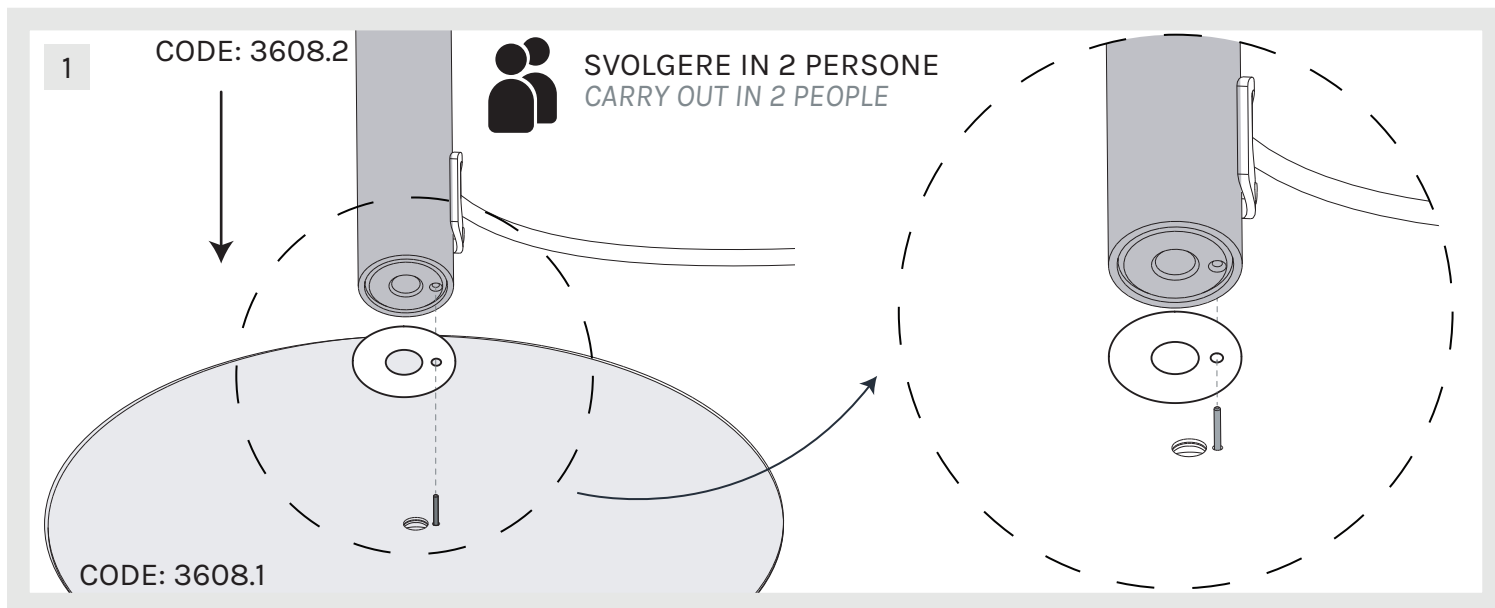 1
CODE: 3608.2
SVOLGERE IN 2 PERSONE
CARRY OUT IN 2 PEOPLE
CODE: 3608.1